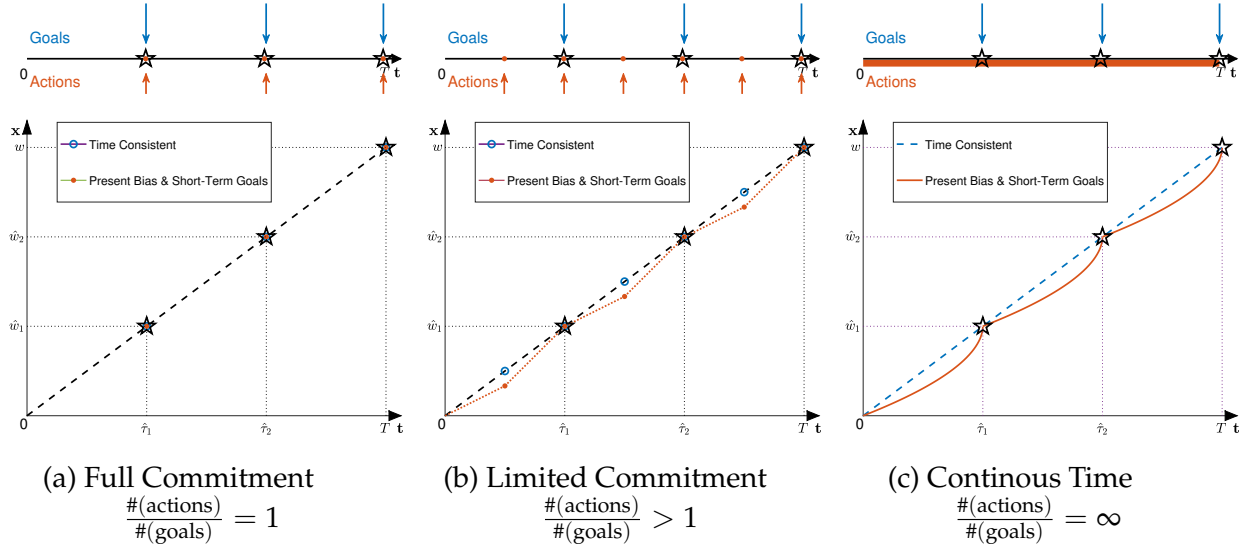 Goals
0
T t
Actions
x
w
Time Consistent
Present Bias & Short-Term Goals
ŵ₂
ŵ₁
0
τ̂₁
τ̂₂
T t
(a) Full Commitment
#(actions)
#(goals) = 1
Goals
0
T t
Actions
x
w
Time Consistent
Present Bias & Short-Term Goals
ŵ₂
ŵ₁
0
τ̂₁
τ̂₂
T t
(b) Limited Commitment
#(actions)
#(goals) > 1
Goals
0
T t
Actions
x
w
Time Consistent
Present Bias & Short-Term Goals
ŵ₂
ŵ₁
0
τ̂₁
τ̂₂
T t
(c) Continous Time
#(actions)
#(goals) = ∞